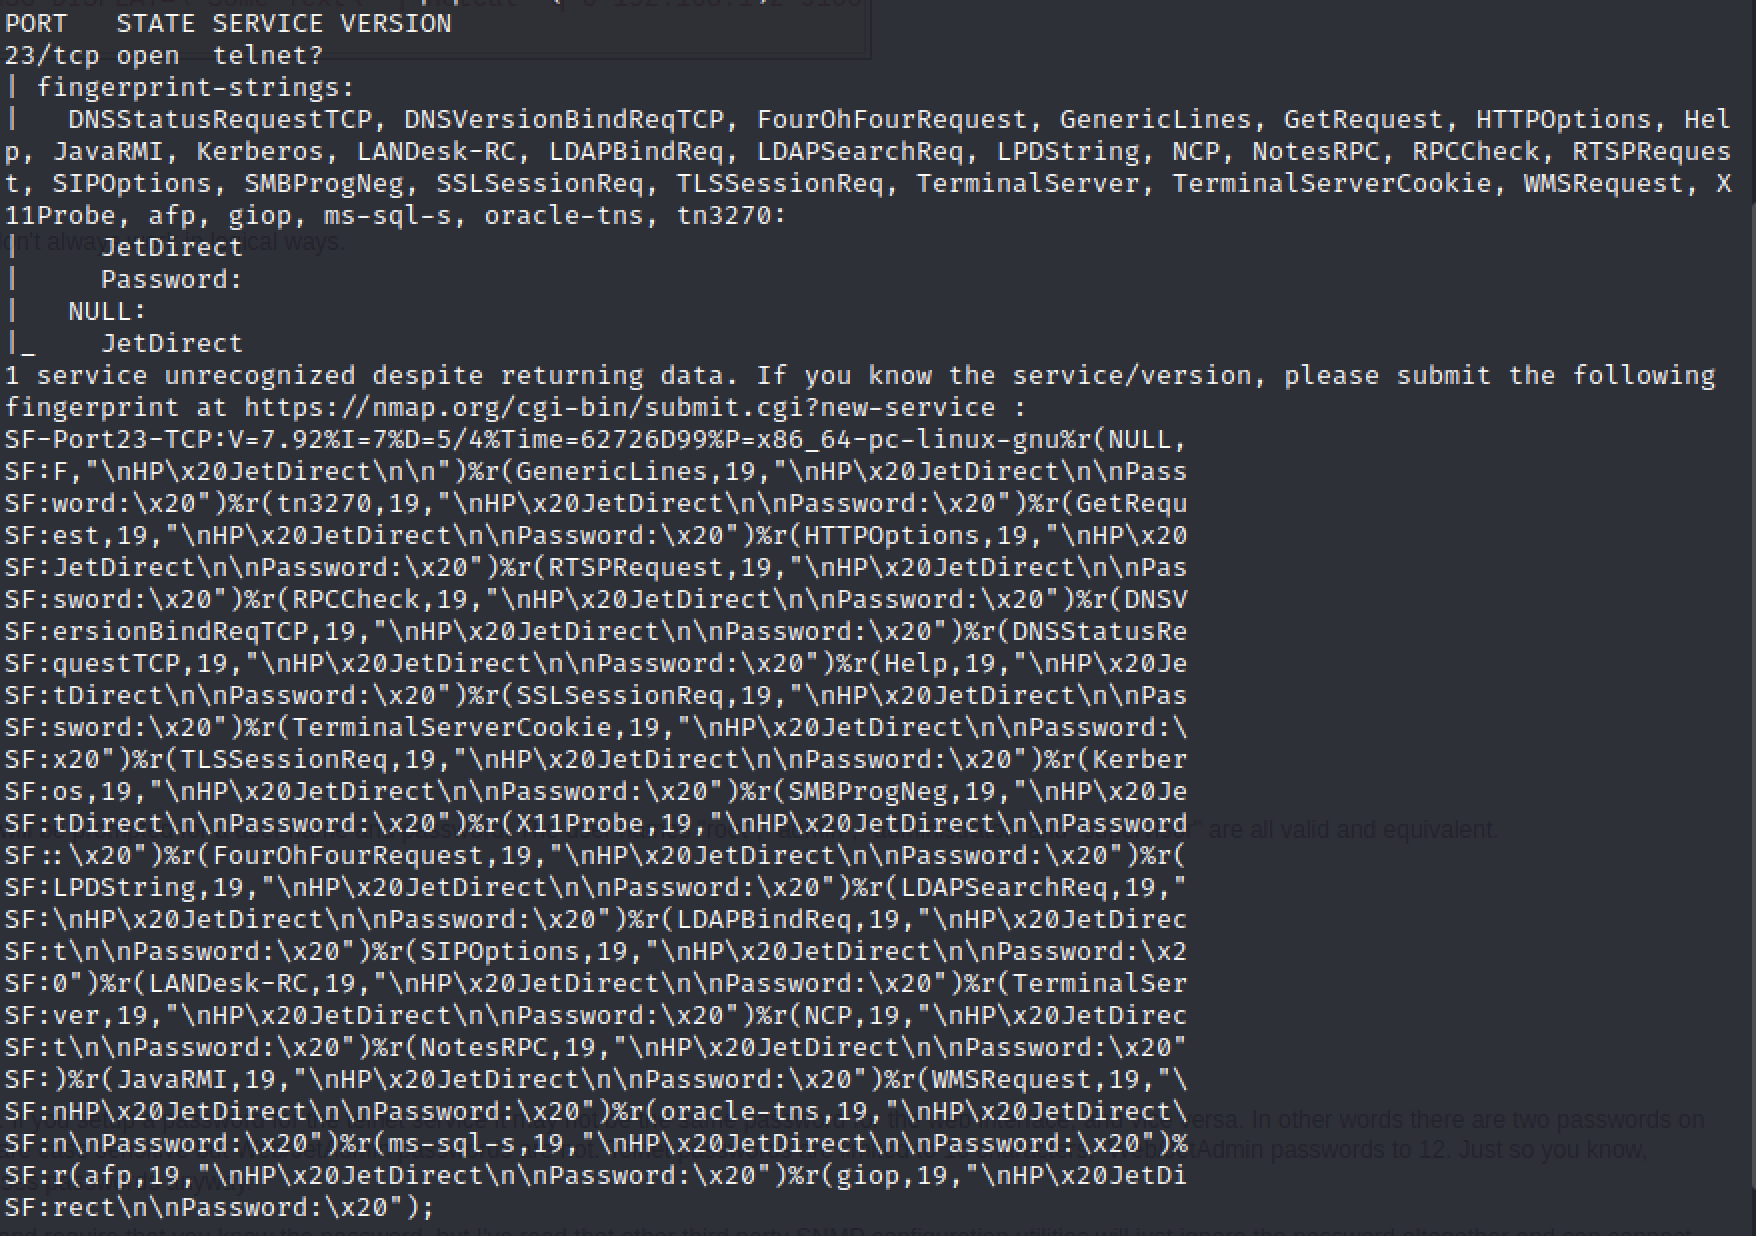 PORT   STATE SERVICE VERSION
23/tcp open  telnet?
| fingerprint-strings:
|   DNSStatusRequestTCP, DNSVersionBindReqTCP, FourOhFourRequest, GenericLines, GetRequest, HTTPOptions, Hel
p, JavaRMI, Kerberos, LANDesk-RC, LDAPBindReq, LDAPSearchReq, LPDString, NCP, NotesRPC, RPCCheck, RTSPReques
t, SIPOptions, SMBProgNeg, SSLSessionReq, TLSSessionReq, TerminalServer, TerminalServerCookie, WMSRequest, X
11Probe, afp, giop, ms-sql-s, oracle-tns, tn3270:
|     JetDirect
|     Password:
|   NULL:
|_    JetDirect
1 service unrecognized despite returning data. If you know the service/version, please submit the following
fingerprint at https://nmap.org/cgi-bin/submit.cgi?new-service :
SF-Port23-TCP:V=7.92%I=7%D=5/4%Time=62726D99%P=x86_64-pc-linux-gnu%r(NULL,
SF:F,"\nHP\x20JetDirect\n\n")%r(GenericLines,19,"\nHP\x20JetDirect\n\nPass
SF:word:\x20")%r(tn3270,19,"\nHP\x20JetDirect\n\nPassword:\x20")%r(GetRequ
SF:est,19,"\nHP\x20JetDirect\n\nPassword:\x20")%r(HTTPOptions,19,"\nHP\x20
SF:JetDirect\n\nPassword:\x20")%r(RTSPRequest,19,"\nHP\x20JetDirect\n\nPas
SF:sword:\x20")%r(RPCCheck,19,"\nHP\x20JetDirect\n\nPassword:\x20")%r(DNSV
SF:ersionBindReqTCP,19,"\nHP\x20JetDirect\n\nPassword:\x20")%r(DNSStatusRe
SF:questTCP,19,"\nHP\x20JetDirect\n\nPassword:\x20")%r(Help,19,"\nHP\x20Je
SF:tDirect\n\nPassword:\x20")%r(SSLSessionReq,19,"\nHP\x20JetDirect\n\nPas
SF:sword:\x20")%r(TerminalServerCookie,19,"\nHP\x20JetDirect\n\nPassword:\
SF:x20")%r(TLSSessionReq,19,"\nHP\x20JetDirect\n\nPassword:\x20")%r(Kerber
SF:os,19,"\nHP\x20JetDirect\n\nPassword:\x20")%r(SMBProgNeg,19,"\nHP\x20Je
SF:tDirect\n\nPassword:\x20")%r(X11Probe,19,"\nHP\x20JetDirect\n\nPassword
SF::\x20")%r(FourOhFourRequest,19,"\nHP\x20JetDirect\n\nPassword:\x20")%r(
SF:LPDString,19,"\nHP\x20JetDirect\n\nPassword:\x20")%r(LDAPSearchReq,19,"
SF:\nHP\x20JetDirect\n\nPassword:\x20")%r(LDAPBindReq,19,"\nHP\x20JetDirec
SF:t\n\nPassword:\x20")%r(SIPOptions,19,"\nHP\x20JetDirect\n\nPassword:\x2
SF:0")%r(LANDesk-RC,19,"\nHP\x20JetDirect\n\nPassword:\x20")%r(TerminalSer
SF:ver,19,"\nHP\x20JetDirect\n\nPassword:\x20")%r(NCP,19,"\nHP\x20JetDirec
SF:t\n\nPassword:\x20")%r(NotesRPC,19,"\nHP\x20JetDirect\n\nPassword:\x20"
SF:)%r(JavaRMI,19,"\nHP\x20JetDirect\n\nPassword:\x20")%r(WMSRequest,19,"\
SF:nHP\x20JetDirect\n\nPassword:\x20")%r(oracle-tns,19,"\nHP\x20JetDirect\
SF:n\nPassword:\x20")%r(ms-sql-s,19,"\nHP\x20JetDirect\n\nPassword:\x20")%
SF:r(afp,19,"\nHP\x20JetDirect\n\nPassword:\x20")%r(giop,19,"\nHP\x20JetDi
SF:rect\n\nPassword:\x20");